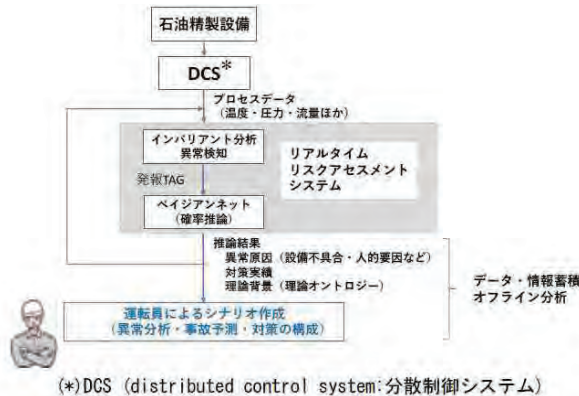 石油精製設備
DCS*
プロセスデータ
（温度・圧力・流量ほか）
インバリアント分析
異常検知
リアルタイム
リスクアセスメント
システム
発報TAG
ベイジアンネット
（確率推論）
推論結果
異常原因（設備不具合・人的要因など）
対策実績
理論背景（理論オントロジー）
データ・情報蓄積
オフライン分析
運転員によるシナリオ作成
（異常分析・事故予測・対策の構成）
(*)DCS (distributed control system:分散制御システム)